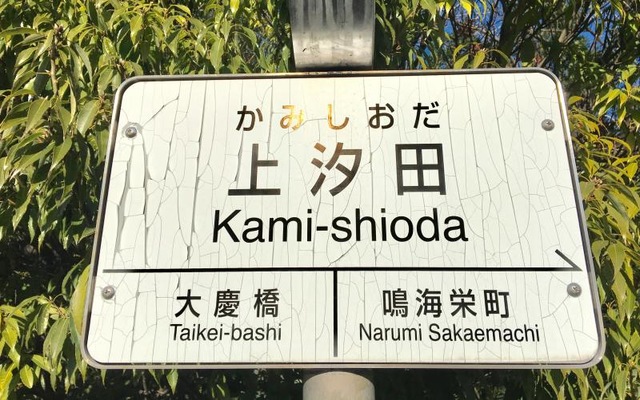 かみしおだ
上汐田
Kami-shioda
大慶橋
Taikei-bashi
鳴海栄町
Narumi Sakaemachi